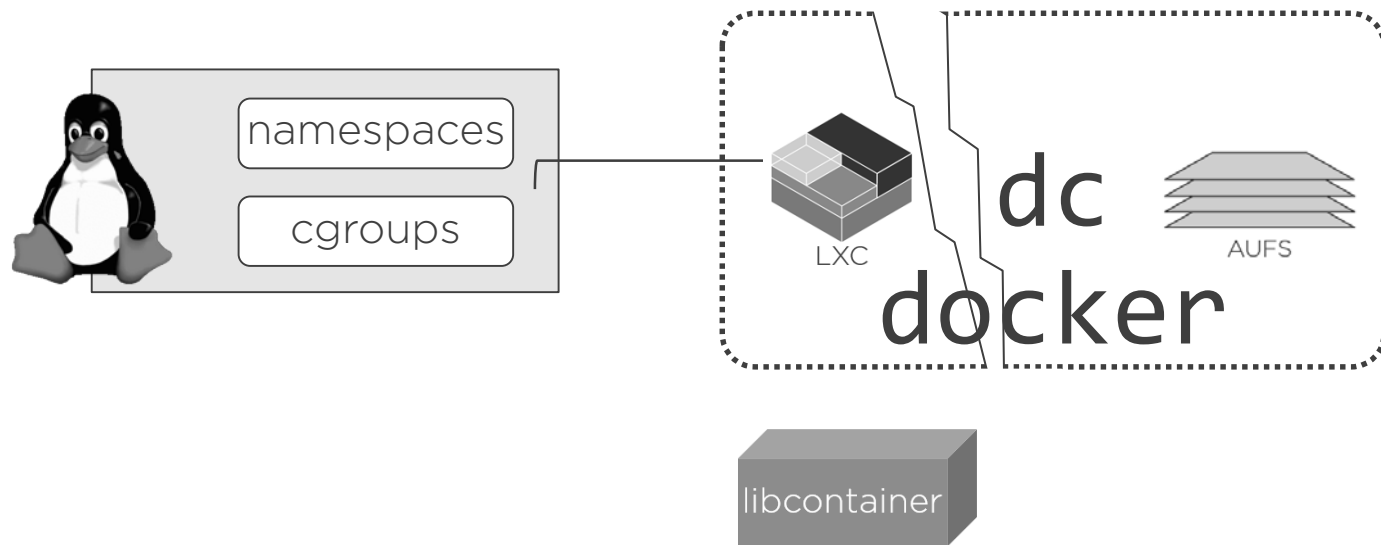 namespaces
cgroups
LXC
dc
AUFS
docker
libcontainer